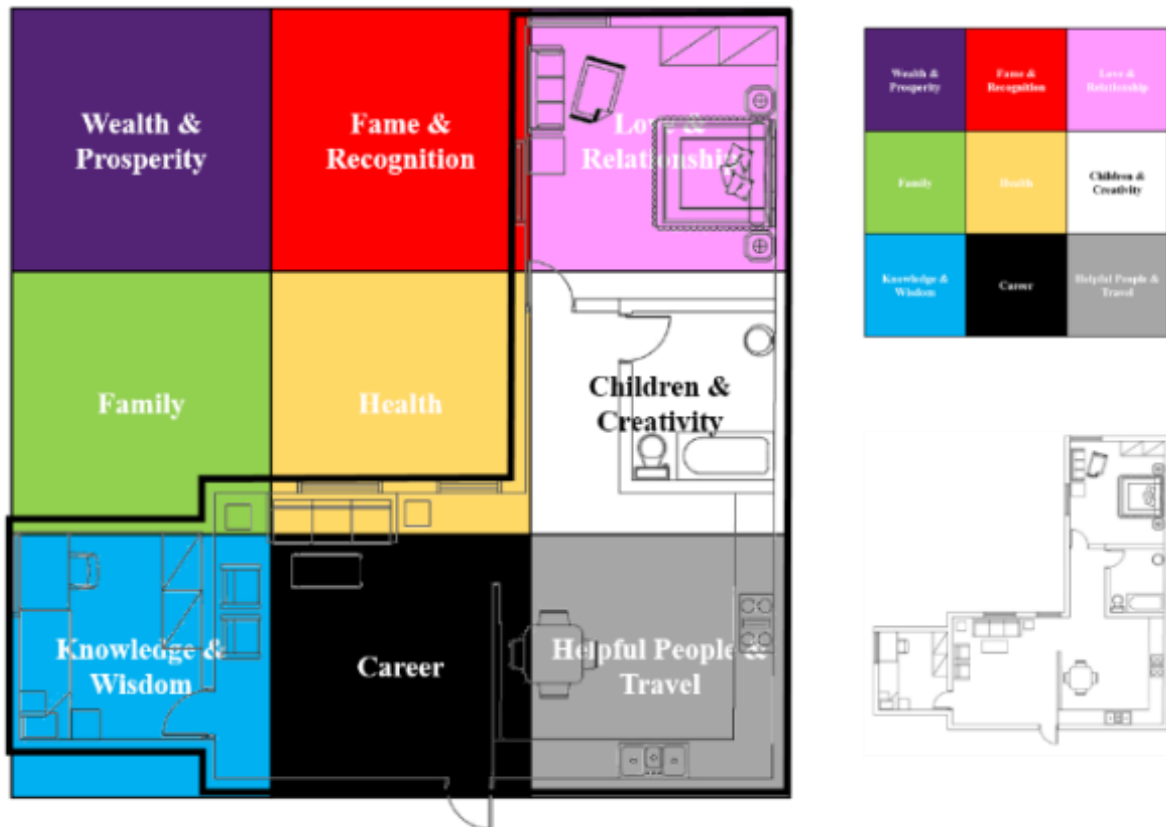 Wealth &
Prosperity
Fame &
Recognition
Love &
Relationship
Family
Health
Children &
Creativity
Knowledge &
Wisdom
Career
Helpful People &
Travel
Wealth &
Prosperity
Fame &
Recognition
Love &
Relationship
Family
Health
Children &
Creativity
Knowledge &
Wisdom
Career
Helpful People &
Travel